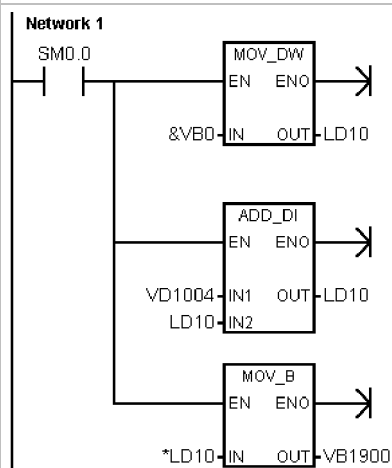 Network 1
SM0.0
MOV_DW
EN ENO
&VB0 IN OUT LD10
ADD_DI
EN ENO
VD1004 IN1 OUT LD10
LD10 IN2
MOV_B
EN ENO
*LD10 IN OUT VB1900